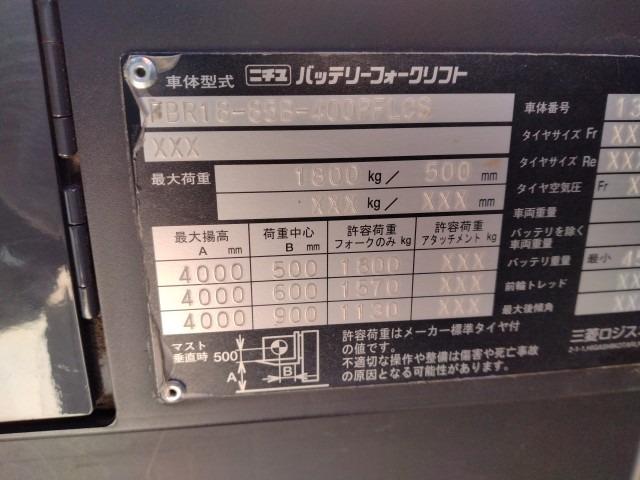 車体型式 ニチユ バッテリーフォークリフト
FBR18-85B-400PFLCS 車体番号
XXX タイヤサイズ Fr
タイヤサイズ Re
最大荷重 1800 kg/ 500 mm
XXX kg/ XXX mm
タイヤ空気圧 Fr
車両重量
バッテリを除く車両重量
バッテリ重量 最小 45
前輪トレッド
最大後傾角
最大揚高 A mm 荷重中心 B mm 許容荷重 フォークのみ kg 許容荷重 アタッチメント kg
4000 500 1800 XXX
4000 600 1570 XXX
4000 900 1130 XXX
マスト垂直時 500 A B
許容荷重はメーカー標準タイヤ付
の値です。
不適切な操作や整備は傷害や死亡事故
の原因となる可能性があります。
三菱ロジス